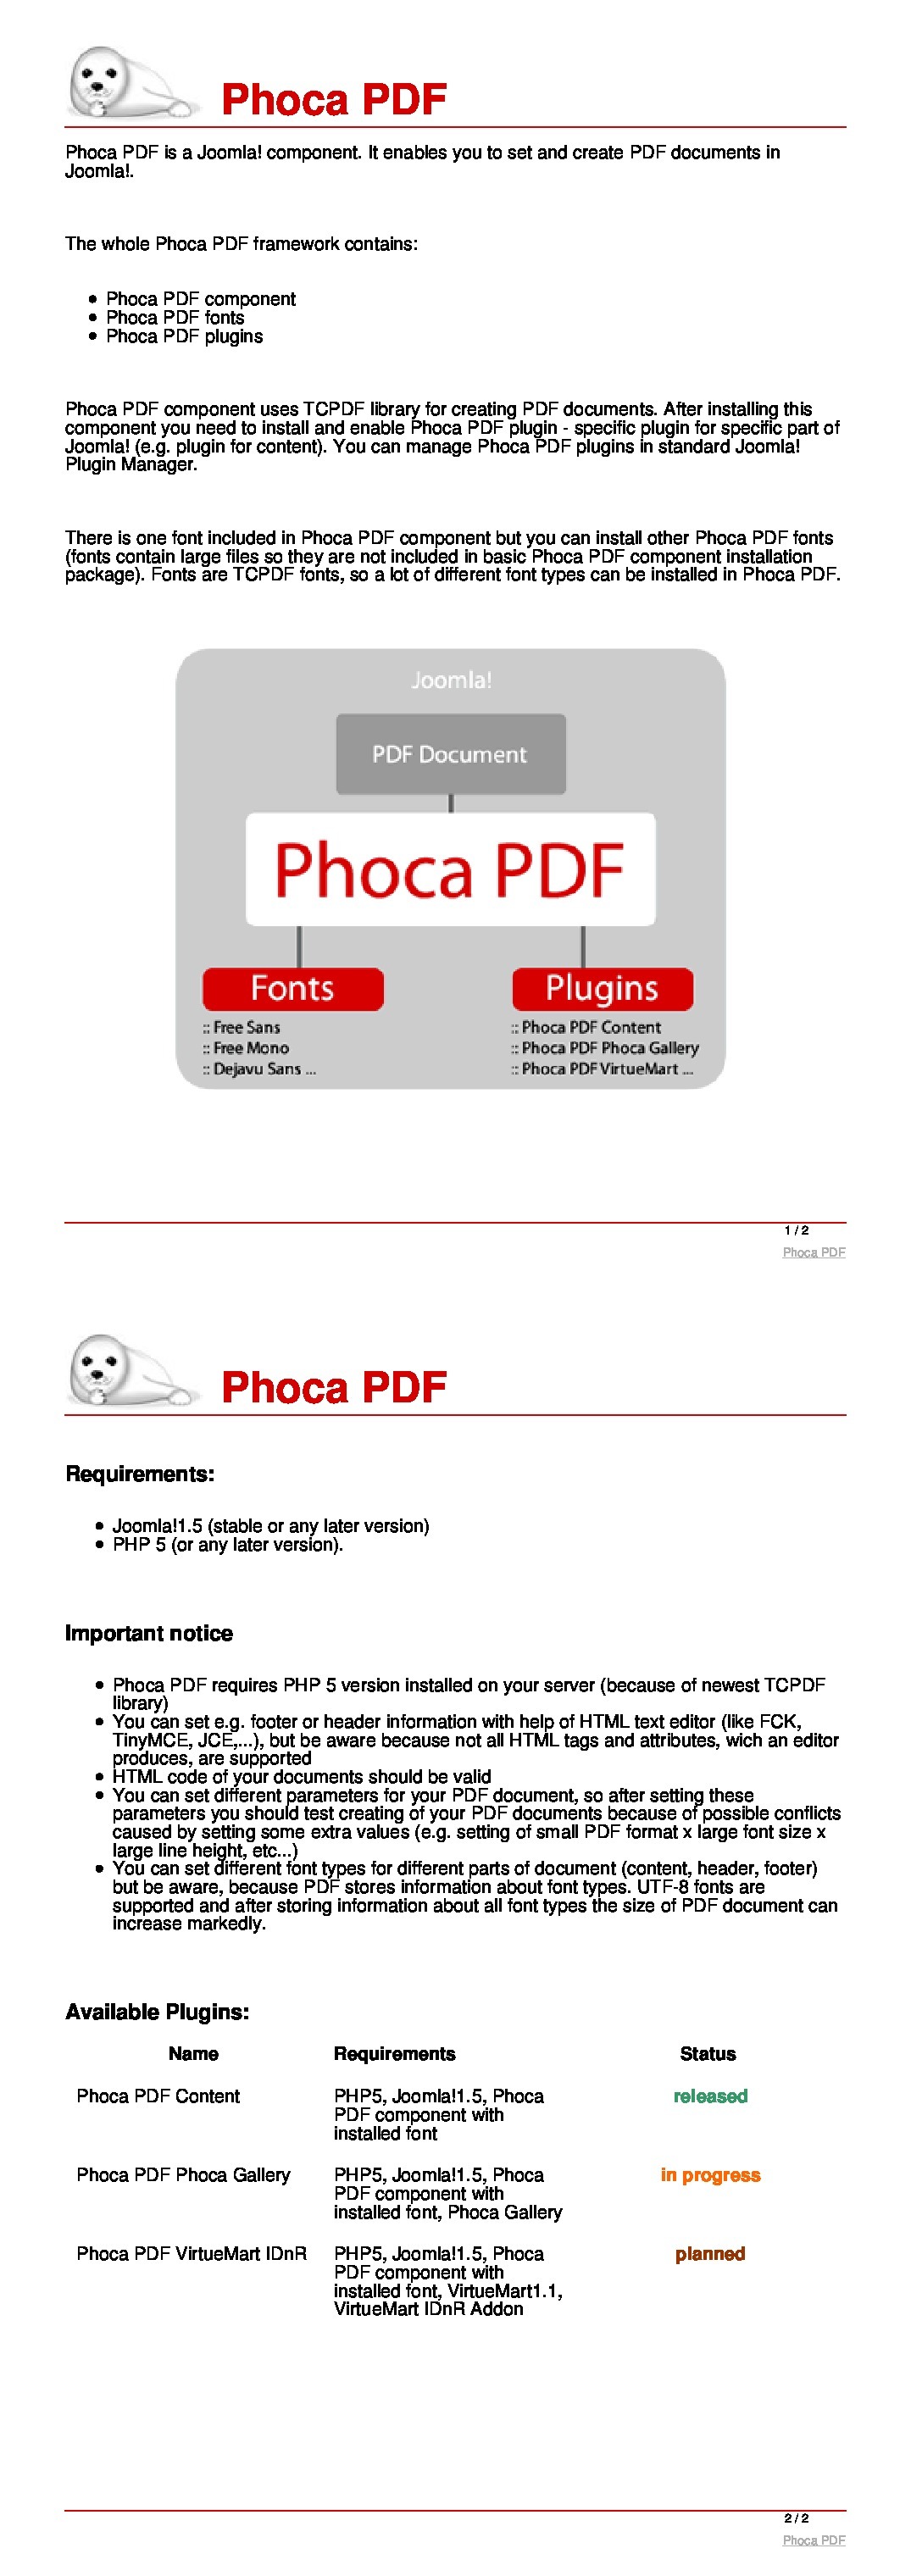 Phoca PDF
Phoca PDF is a Joomla! component. It enables you to set and create PDF documents in
Joomla!.
The whole Phoca PDF framework contains:
● Phoca PDF component
● Phoca PDF fonts
● Phoca PDF plugins
Phoca PDF component uses TCPDF library for creating PDF documents. After installing this
component you need to install and enable Phoca PDF plugin - specific plugin for specific part of
Joomla! (e.g. plugin for content). You can manage Phoca PDF plugins in standard Joomla!
Plugin Manager.
There is one font included in Phoca PDF component but you can install other Phoca PDF fonts
(fonts contain large files so they are not included in basic Phoca PDF component installation
package). Fonts are TCPDF fonts, so a lot of different font types can be installed in Phoca PDF.
Joomla!
PDF Document
Phoca PDF
Fonts
:: Free Sans
:: Free Mono
:: Dejavu Sans ...
Plugins
:: Phoca PDF Content
:: Phoca PDF Phoca Gallery
:: Phoca PDF VirtueMart ...
1 / 2
Phoca PDF
Phoca PDF
Requirements:
● Joomla!1.5 (stable or any later version)
● PHP 5 (or any later version).
Important notice
● Phoca PDF requires PHP 5 version installed on your server (because of newest TCPDF
library)
● You can set e.g. footer or header information with help of HTML text editor (like FCK,
TinyMCE, JCE,...), but be aware because not all HTML tags and attributes, wich an editor
produces, are supported
● HTML code of your documents should be valid
● You can set different parameters for your PDF document, so after setting these
parameters you should test creating of your PDF documents because of possible conflicts
caused by setting some extra values (e.g. setting of small PDF format x large font size x
large line height, etc...)
● You can set different font types for different parts of document (content, header, footer)
but be aware, because PDF stores information about font types. UTF-8 fonts are
supported and after storing information about all font types the size of PDF document can
increase markedly.
Available Plugins:
Name Requirements Status
Phoca PDF Content PHP5, Joomla!1.5, Phoca released
PDF component with
installed font
Phoca PDF Phoca Gallery PHP5, Joomla!1.5, Phoca in progress
PDF component with
installed font, Phoca Gallery
Phoca PDF VirtueMart IDnR PHP5, Joomla!1.5, Phoca planned
PDF component with
installed font, VirtueMart1.1,
VirtueMart IDnR Addon
2 / 2
Phoca PDF